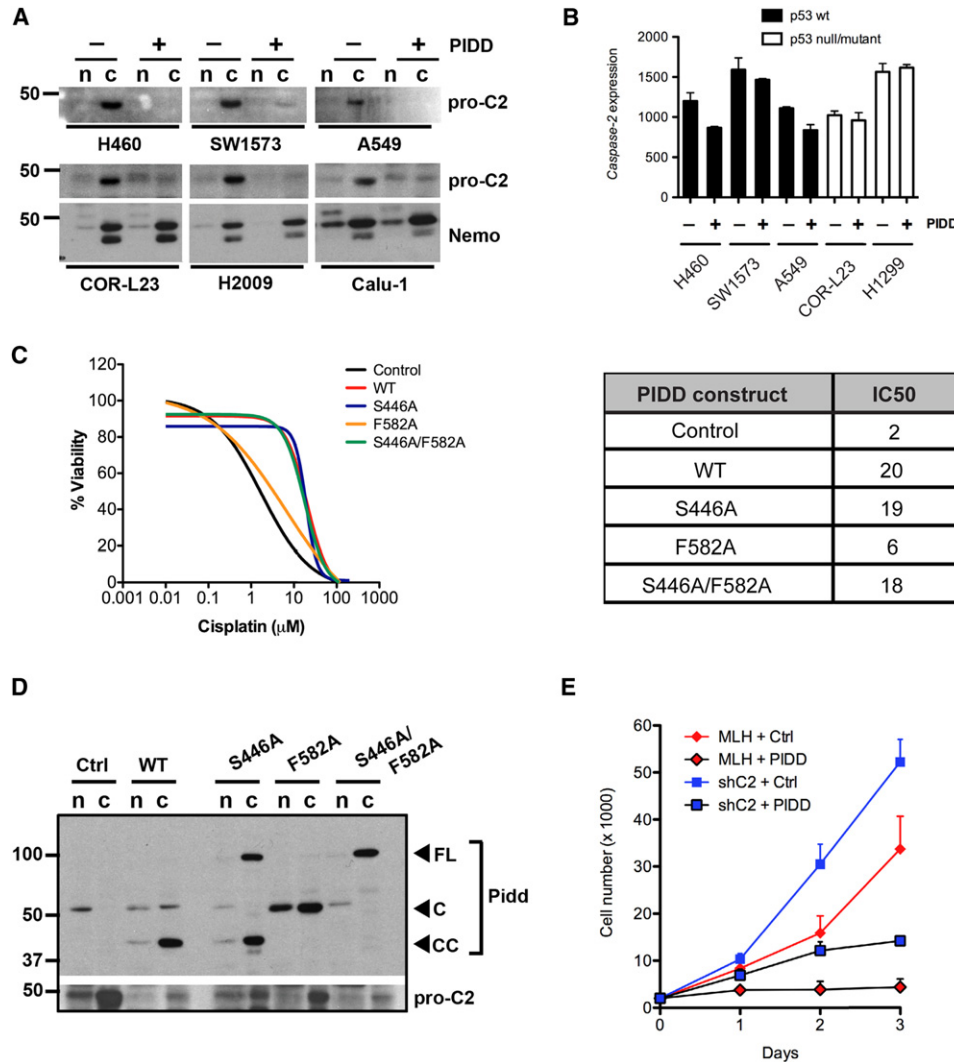 A
− + − + − + PIDD
n c n c n c n c n c n c
50
pro-C2
H460 SW1573 A549
pro-C2
50
Nemo
COR-L23 H2009 Calu-1
B
p53 wt
p53 null/mutant
Caspase-2 expression
2000
1500
1000
500
0
− + − + − + − + − + PIDD
H460
SW1573
A549
COR-L23
H1299
C
Control
WT
S446A
F582A
S446A/F582A
% Viability
120
100
80
60
40
20
0
0.001 0.01 0.1 1 10 100 1000
Cisplatin (μM)
PIDD construct IC50
Control 2
WT 20
S446A 19
F582A 6
S446A/F582A 18
D
Ctrl WT S446A F582A S446A/
F582A
n c n c n c n c n c
100
FL
50
C
Pidd
CC
37
50
pro-C2
E
MLH + Ctrl
MLH + PIDD
shC2 + Ctrl
shC2 + PIDD
Cell number (x 1000)
60
50
40
30
20
10
0
0 1 2 3
Days